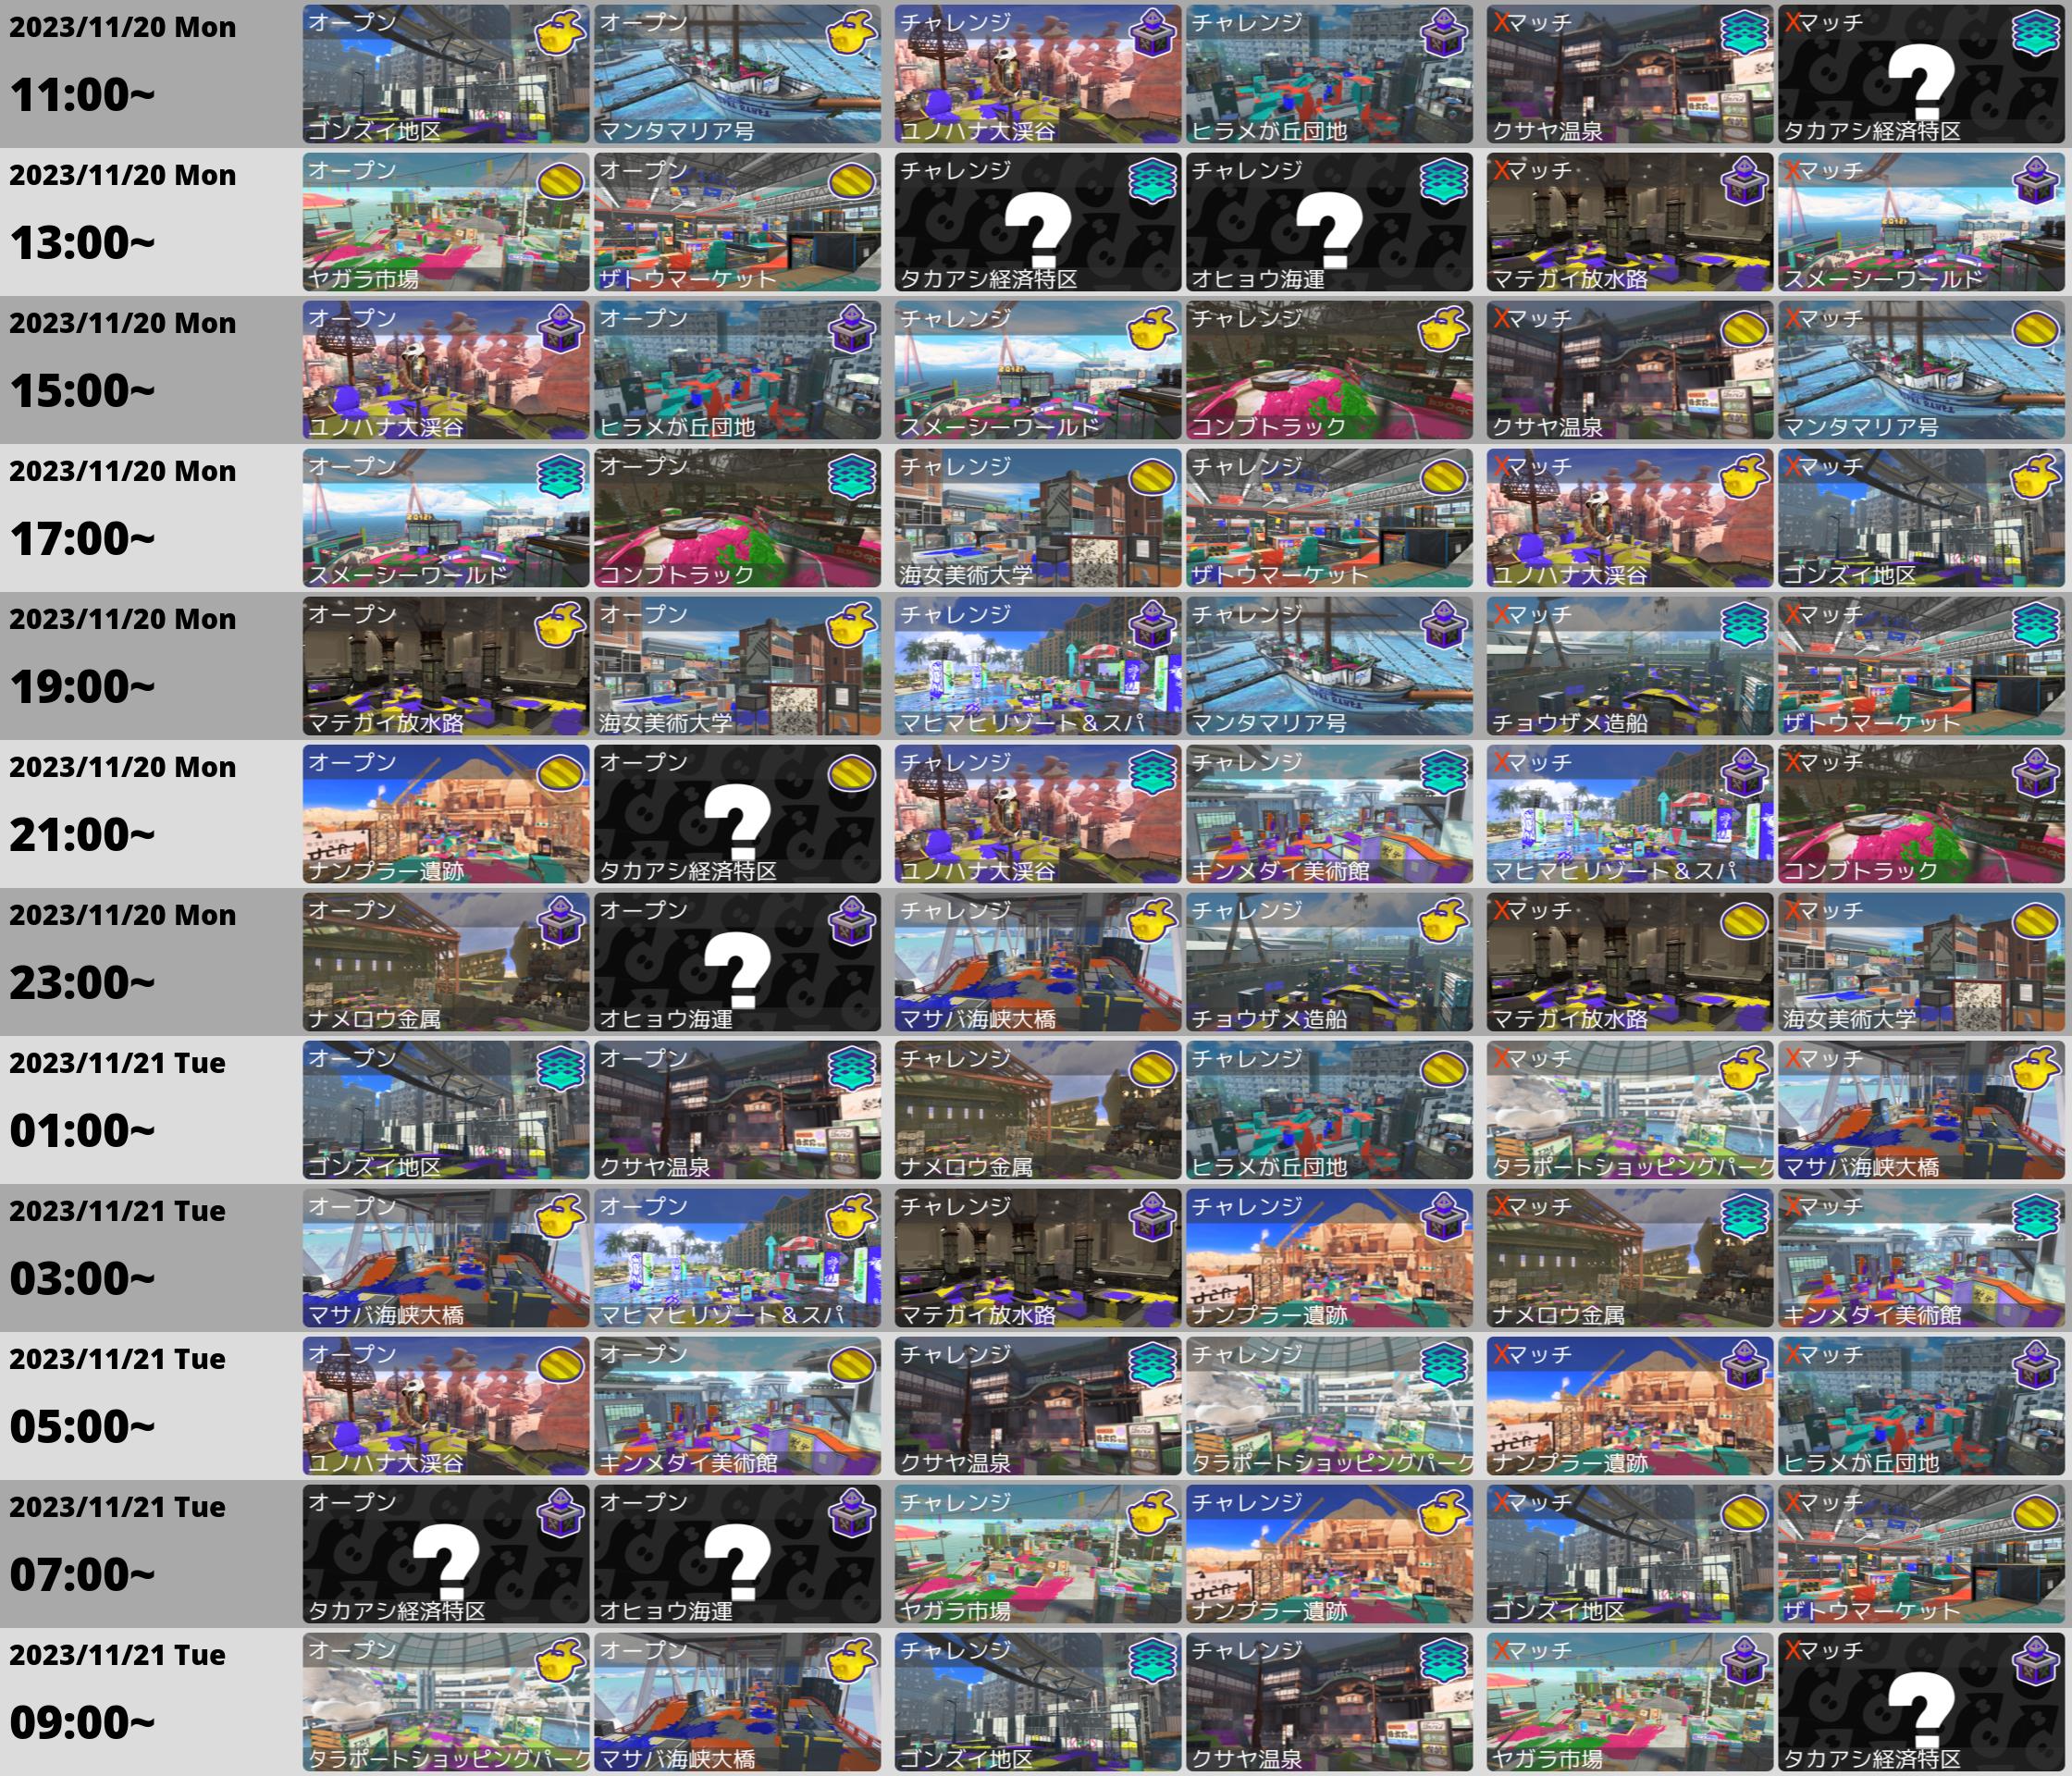 2023/11/20 Mon
11:00~
オープン
ゴンズイ地区
オープン
マンタマリア号
チャレンジ
ユノハナ大渓谷
チャレンジ
ヒラメが丘団地
Xマッチ
クサヤ温泉
Xマッチ
?
タカアシ経済特区
2023/11/20 Mon
13:00~
オープン
ヤガラ市場
オープン
ザトウマーケット
チャレンジ
?
タカアシ経済特区
チャレンジ
?
オヒョウ海運
Xマッチ
マテガイ放水路
Xマッチ
スメーシーワールド
2023/11/20 Mon
15:00~
オープン
ユノハナ大渓谷
オープン
ヒラメが丘団地
チャレンジ
スメーシーワールド
チャレンジ
コンブトラック
Xマッチ
クサヤ温泉
Xマッチ
マンタマリア号
2023/11/20 Mon
17:00~
オープン
スメーシーワールド
オープン
コンブトラック
チャレンジ
海女美術大学
チャレンジ
ザトウマーケット
Xマッチ
ユノハナ大渓谷
Xマッチ
ゴンズイ地区
2023/11/20 Mon
19:00~
オープン
マテガイ放水路
オープン
海女美術大学
チャレンジ
マヒマヒリゾート＆スパ
チャレンジ
マンタマリア号
Xマッチ
チョウザメ造船
Xマッチ
ザトウマーケット
2023/11/20 Mon
21:00~
オープン
ナンプラー遺跡
オープン
?
タカアシ経済特区
チャレンジ
ユノハナ大渓谷
チャレンジ
キンメダイ美術館
Xマッチ
マヒマヒリゾート＆スパ
Xマッチ
コンブトラック
2023/11/20 Mon
23:00~
オープン
ナメロウ金属
オープン
?
オヒョウ海運
チャレンジ
マサバ海峡大橋
チャレンジ
チョウザメ造船
Xマッチ
マテガイ放水路
Xマッチ
海女美術大学
2023/11/21 Tue
01:00~
オープン
ゴンズイ地区
オープン
クサヤ温泉
チャレンジ
ナメロウ金属
チャレンジ
ヒラメが丘団地
Xマッチ
タラポートショッピングパーク
Xマッチ
マサバ海峡大橋
2023/11/21 Tue
03:00~
オープン
マサバ海峡大橋
オープン
マヒマヒリゾート＆スパ
チャレンジ
マテガイ放水路
チャレンジ
ナンプラー遺跡
Xマッチ
ナメロウ金属
Xマッチ
キンメダイ美術館
2023/11/21 Tue
05:00~
オープン
ユノハナ大渓谷
オープン
キンメダイ美術館
チャレンジ
クサヤ温泉
チャレンジ
タラポートショッピングパーク
Xマッチ
ナンプラー遺跡
Xマッチ
ヒラメが丘団地
2023/11/21 Tue
07:00~
オープン
?
タカアシ経済特区
オープン
?
オヒョウ海運
チャレンジ
ヤガラ市場
チャレンジ
ナンプラー遺跡
Xマッチ
ゴンズイ地区
Xマッチ
ザトウマーケット
2023/11/21 Tue
09:00~
オープン
タラポートショッピングパーク
オープン
マサバ海峡大橋
チャレンジ
ゴンズイ地区
チャレンジ
クサヤ温泉
Xマッチ
ヤガラ市場
Xマッチ
?
タカアシ経済特区